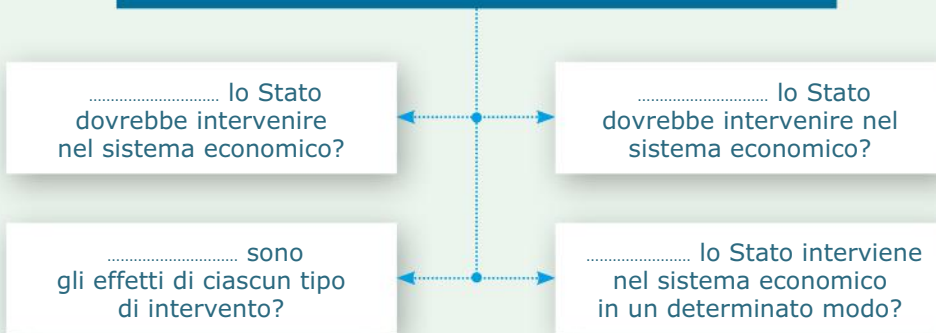 .............................. lo Stato
dovrebbe intervenire
nel sistema economico?
.............................. lo Stato
dovrebbe intervenire nel
sistema economico?
.............................. sono
gli effetti di ciascun tipo
di intervento?
........................ lo Stato interviene
nel sistema economico
in un determinato modo?